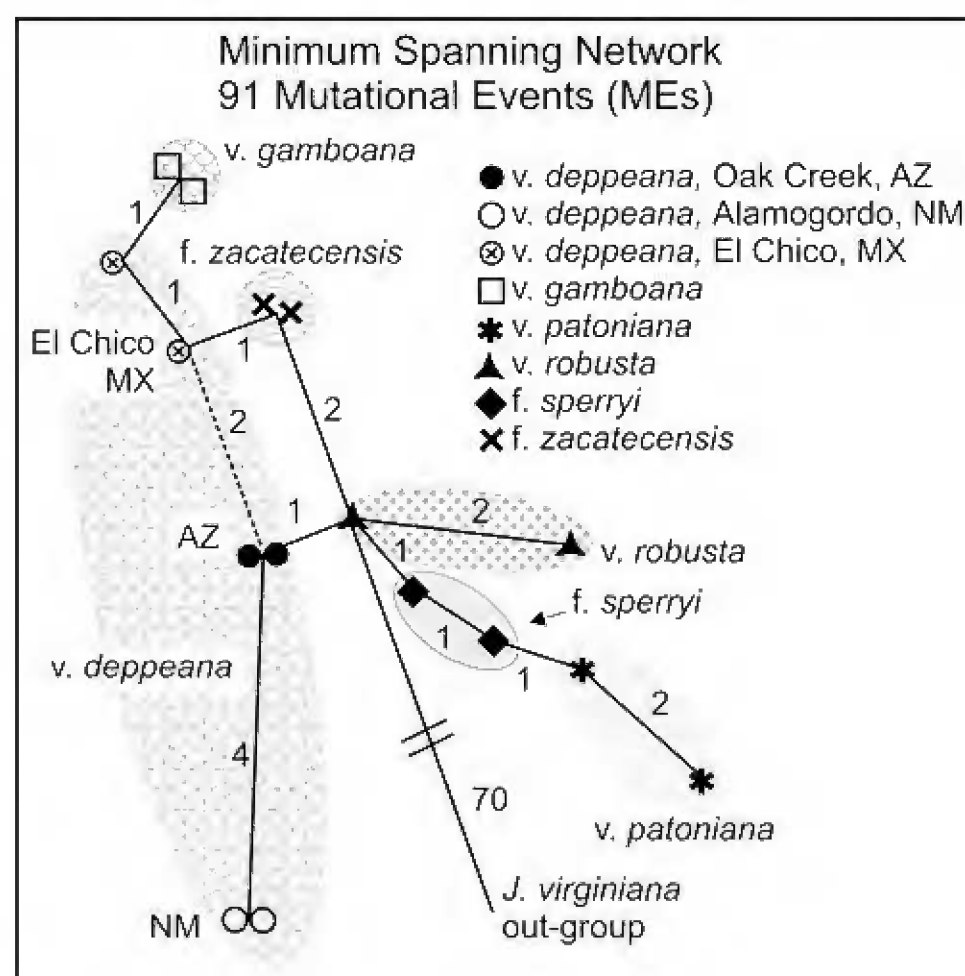 Minimum Spanning Network
91 Mutational Events (MEs)
v. gamboana
v. deppeana, Oak Creek, AZ
v. deppeana, Alamogordo, NM
v. deppeana, El Chico, MX
v. gamboana
v. patoniana
v. robusta
f. sperryi
f. zacatecensis
1
f. zacatecensis
1
El Chico
MX
1
2
2
AZ
1
2
v. robusta
1
f. sperryi
1
1
v. deppeana
2
4
70
v. patoniana
J. virginiana
out-group
NM